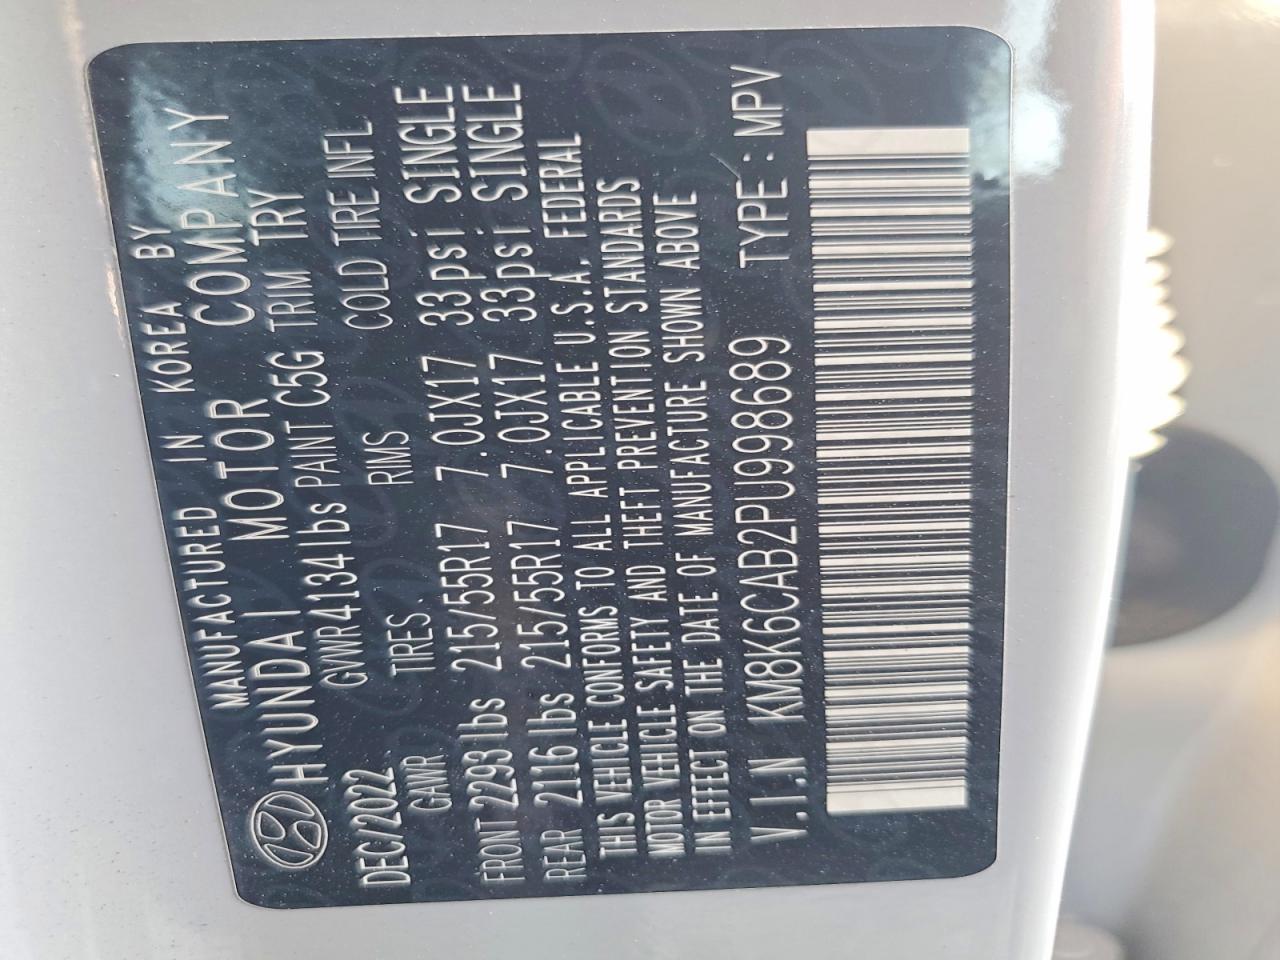 MANUFACTURED IN KOREA BY
HYUNDAI MOTOR COMPANY
DEC/2022 GVWR 4134 lbs PAINT C5G TRIM TRY
GAWR TIRES RIMS COLD TIRE INFL
FRONT 2293 lbs 215/55R17 7.0JX17 33psi SINGLE
REAR 2116 lbs 215/55R17 7.0JX17 33psi SINGLE
THIS VEHICLE CONFORMS TO ALL APPLICABLE U.S.A. FEDERAL
MOTOR VEHICLE SAFETY AND THEFT PREVENTION STANDARDS
IN EFFECT ON THE DATE OF MANUFACTURE SHOWN ABOVE
V.I.N KM8K6CAB2PU998689 TYPE : MPV